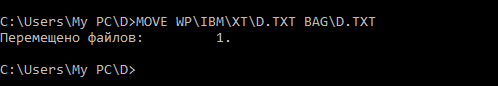 C:\Users\My PC\D>MOVE WP\IBM\XT\D.TXT BAG\D.TXT
Перемещено файлов:         1.
C:\Users\My PC\D>